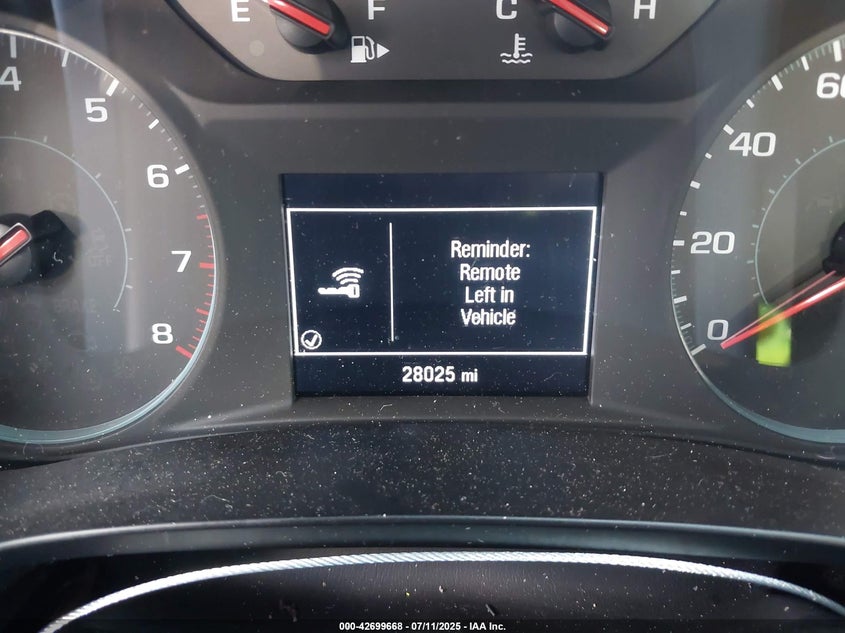 E F C H
4
5
6
7
8
60
40
20
0
Reminder:
Remote
Left in
Vehicle
28025 mi
000-42699668 - 07/11/2025 - IAA Inc.